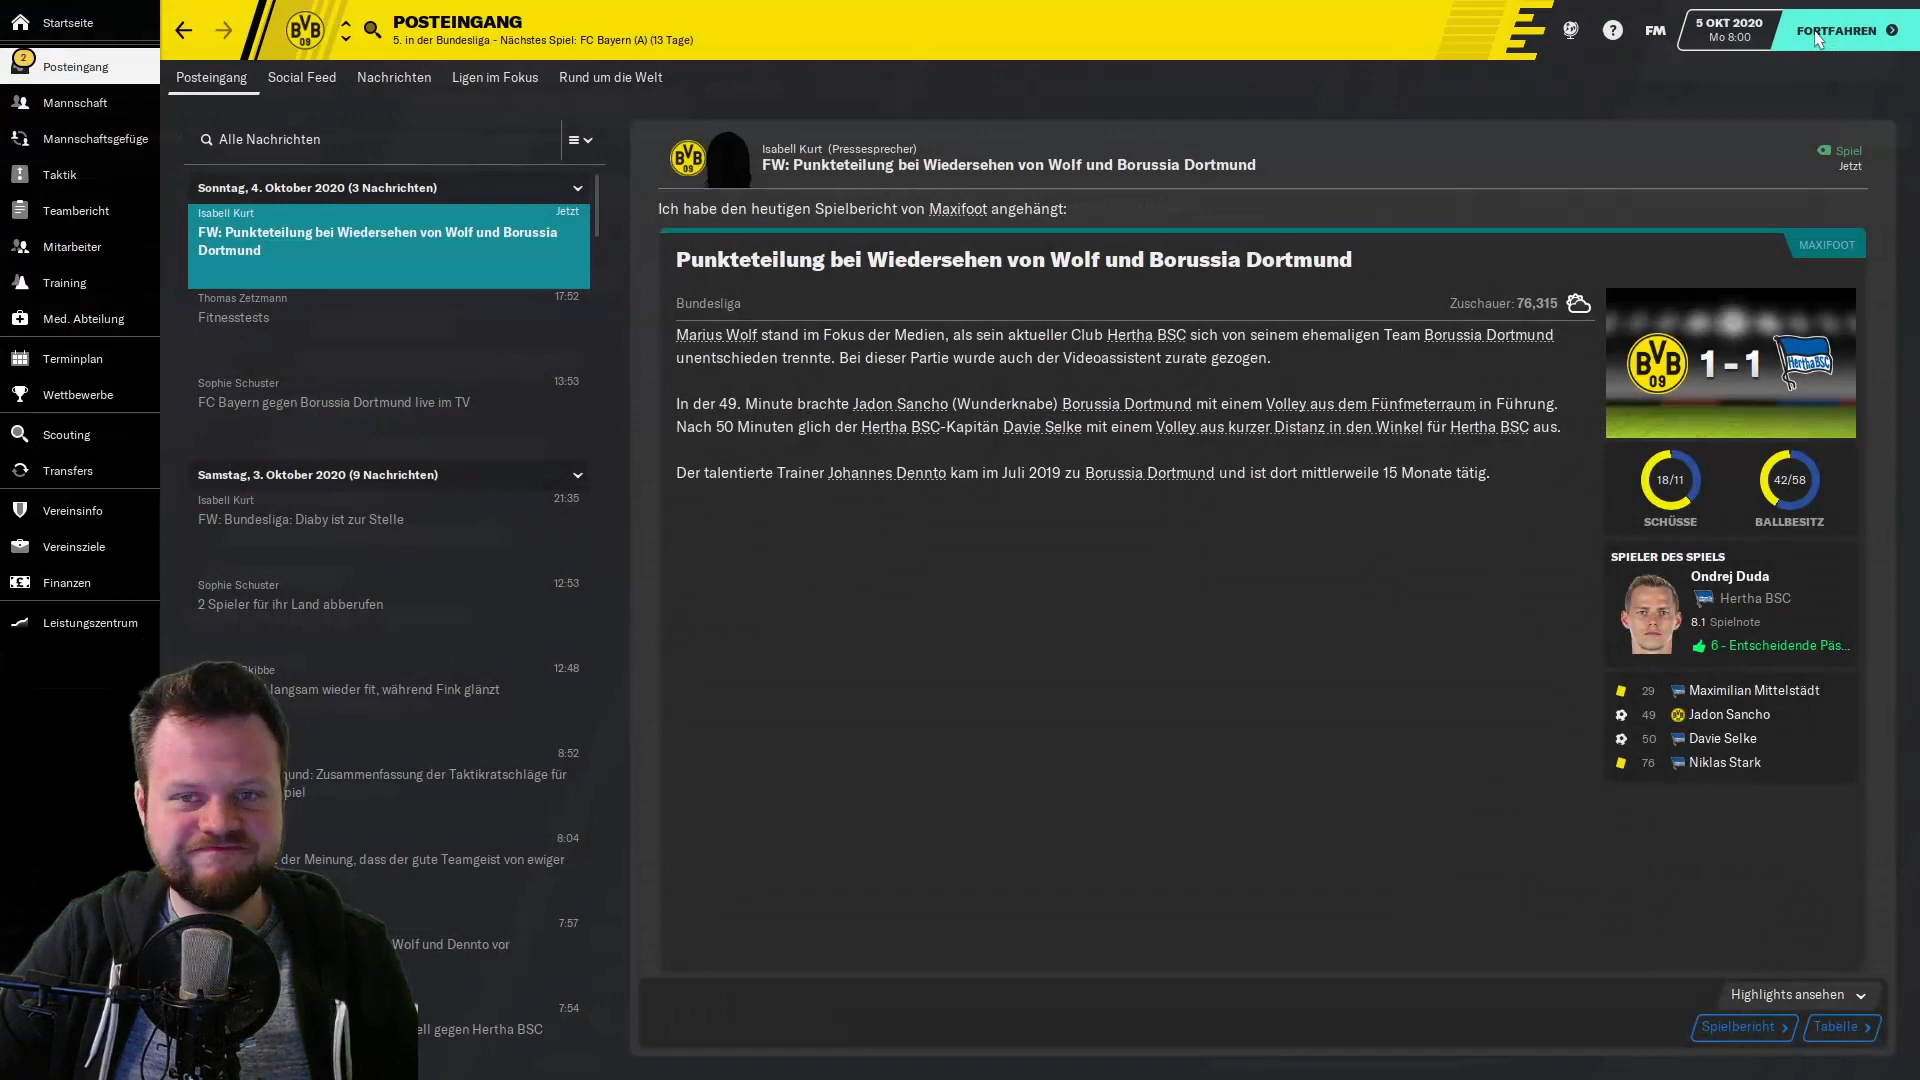 Startseite
2
Posteingang
Mannschaft
Mannschaftsgefüge
Taktik
Teambericht
Mitarbeiter
Training
Med. Abteilung
Terminplan
Wettbewerbe
Scouting
Transfers
Vereinsinfo
Vereinsziele
Finanzen
Leistungszentrum
BVB 09
POSTEINGANG
5. in der Bundesliga - Nächstes Spiel: FC Bayern (A) (13 Tage)
?
FM
5 OKT 2020
Mo 8:00
FORTFAHREN
Posteingang Social Feed Nachrichten Ligen im Fokus Rund um die Welt
Alle Nachrichten
Sonntag, 4. Oktober 2020 (3 Nachrichten)
Isabell Kurt Jetzt
FW: Punkteteilung bei Wiedersehen von Wolf und Borussia
Dortmund
Thomas Zetzmann 17:52
Fitnesstests
Sophie Schuster 13:53
FC Bayern gegen Borussia Dortmund live im TV
Samstag, 3. Oktober 2020 (9 Nachrichten)
Isabell Kurt 21:35
FW: Bundesliga: Diaby ist zur Stelle
Sophie Schuster 12:53
2 Spieler für ihr Land abberufen
Skibbe 12:48
langsam wieder fit, während Fink glänzt
8:52
und: Zusammenfassung der Taktikratschläge für
piel
8:04
der Meinung, dass der gute Teamgeist von ewiger
7:57
Wolf und Dennto vor
7:54
ell gegen Hertha BSC
BVB 09
Isabell Kurt (Pressesprecher)
FW: Punkteteilung bei Wiedersehen von Wolf und Borussia Dortmund
Spiel
Jetzt
Ich habe den heutigen Spielbericht von Maxifoot angehängt:
MAXIFOOT
Punkteteilung bei Wiedersehen von Wolf und Borussia Dortmund
Bundesliga Zuschauer: 76,315
Marius Wolf stand im Fokus der Medien, als sein aktueller Club Hertha BSC sich von seinem ehemaligen Team Borussia Dortmund
unentschieden trennte. Bei dieser Partie wurde auch der Videoassistent zurate gezogen.
In der 49. Minute brachte Jadon Sancho (Wunderknabe) Borussia Dortmund mit einem Volley aus dem Fünfmeterraum in Führung.
Nach 50 Minuten glich der Hertha BSC-Kapitän Davie Selke mit einem Volley aus kurzer Distanz in den Winkel für Hertha BSC aus.
Der talentierte Trainer Johannes Dennto kam im Juli 2019 zu Borussia Dortmund und ist dort mittlerweile 15 Monate tätig.
BVB 09 1 - 1 Hertha BSC
18/11 42/58
SCHÜSSE BALLBESITZ
SPIELER DES SPIELS
Ondrej Duda
Hertha BSC
8.1 Spielnote
6 - Entscheidende Päs...
29 Maximilian Mittelstädt
49 Jadon Sancho
50 Davie Selke
76 Niklas Stark
Highlights ansehen
Spielbericht Tabelle